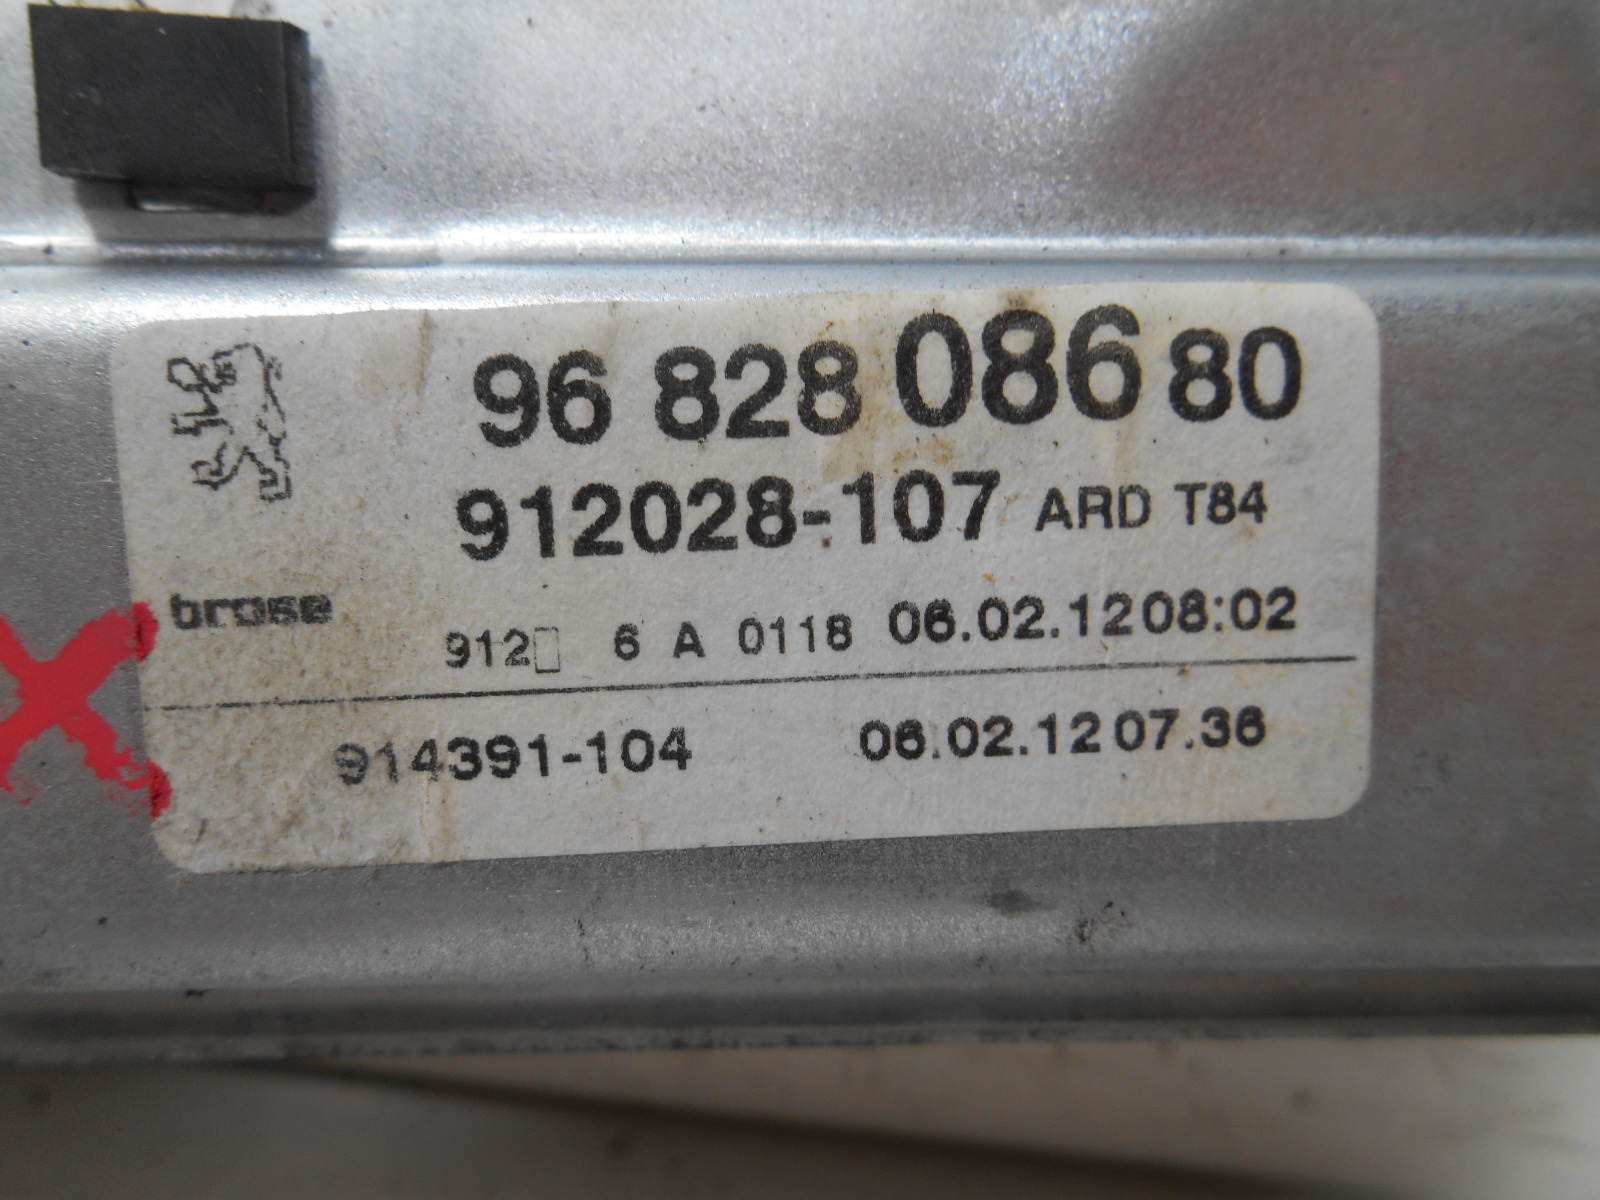 96 828 086 80
912028-107 ARD T84
brose
912▯ 6 A 0118 06.02.12 08:02
914391-104 06.02.12 07.36